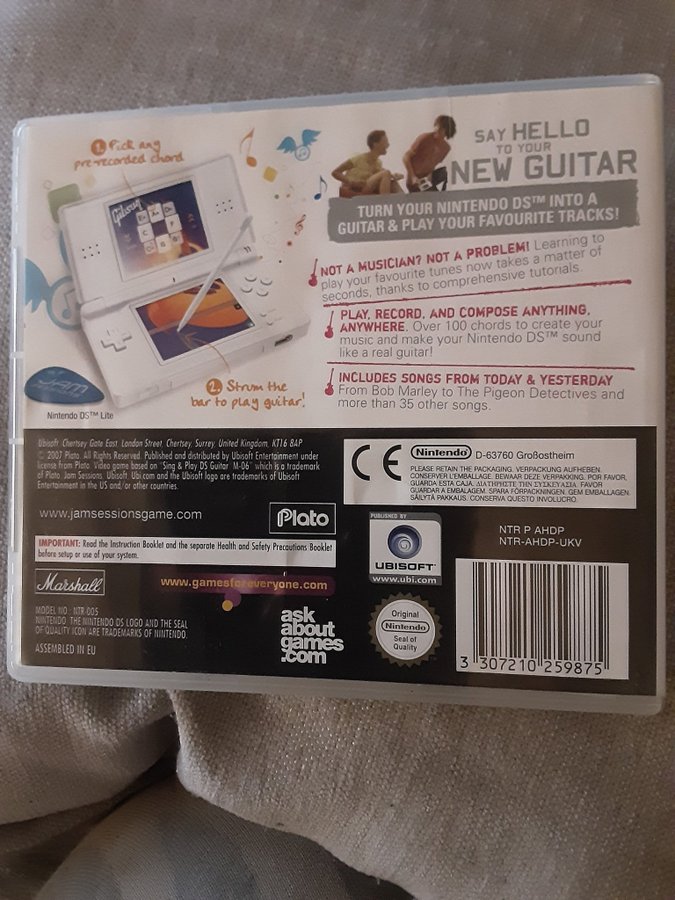 1 Pick any
pre-recorded chord
Gibson
2. Strum the
bar to play guitar!
JAM
Nintendo DS™ Lite
SAY HELLO
TO YOUR
NEW GUITAR
TURN YOUR NINTENDO DS™ INTO A
GUITAR & PLAY YOUR FAVOURITE TRACKS!
NOT A MUSICIAN? NOT A PROBLEM! Learning to
play your favourite tunes now takes a matter of
seconds, thanks to comprehensive tutorials.
PLAY, RECORD, AND COMPOSE ANYTHING,
ANYWHERE. Over 100 chords to create your
music and make your Nintendo DS™ sound
like a real guitar!
INCLUDES SONGS FROM TODAY & YESTERDAY
From Bob Marley to The Pigeon Detectives and
more than 35 other songs.
Ubisoft, Chertsey Gate East, London Street, Chertsey, Surrey, United Kingdom, KT16 8AP
© 2007 Plato. All Rights Reserved. Published and distributed by Ubisoft Entertainment under
license from Plato. Video game based on "Sing & Play DS Guitar M-06" which is a trademark
of Plato. Jam Sessions, Ubisoft, Ubi.com and the Ubisoft logo are trademarks of Ubisoft
Entertainment in the US and/or other countries.
www.jamsessionsgame.com
Plato
IMPORTANT: Read the Instruction Booklet and the separate Health and Safety Precautions Booklet
before setup or use of your system.
Marshall
www.gamesforeveryone.com
MODEL NO : NTR-005
NINTENDO, THE NINTENDO DS LOGO AND THE SEAL
OF QUALITY ICON ARE TRADEMARKS OF NINTENDO.
ASSEMBLED IN EU
ask
about
games
.com
CE
Nintendo D-63760 Großostheim
PLEASE RETAIN THE PACKAGING. VERPACKUNG AUFHEBEN.
CONSERVER L'EMBALLAGE. BEWAAR DEZE VERPAKKING. POR FAVOR,
GUARDA ESTA CAJA. ΔΙΑΤΗΡΗΣΤΕ ΤΗΝ ΣΥΣΚΕΥΑΣΙΑ. FAVOR
GUARDAR A EMBALAGEM. SPARA FÖRPACKNINGEN. GEM EMBALLAGEN.
SÄILYTÄ PAKKAUS. CONSERVA QUESTO INVOLUCRO.
PUBLISHED BY
UBISOFT
www.ubi.com
NTR P AHDP
NTR-AHDP-UKV
Original
Nintendo
Seal of
Quality
3 307210 259875